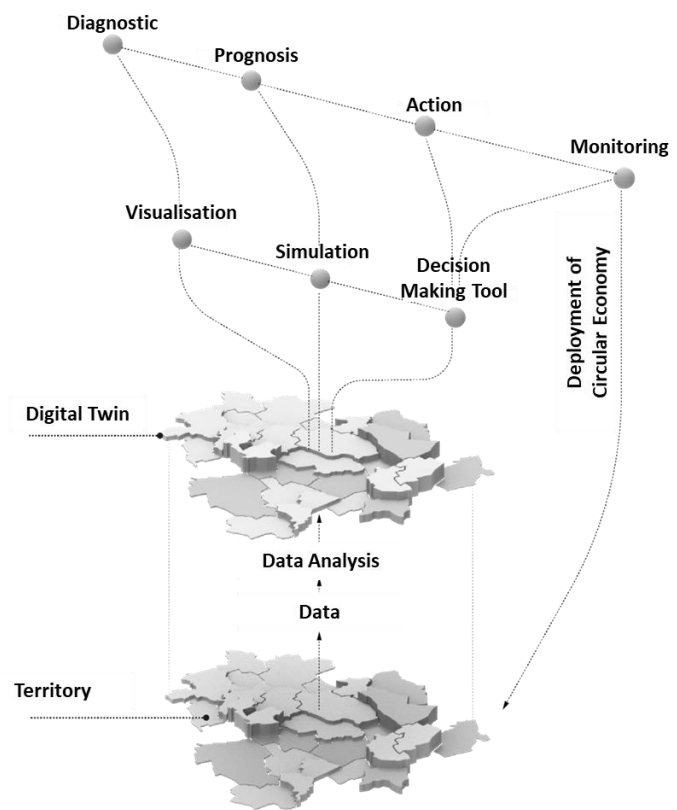 Diagnostic
Prognosis
Action
Monitoring
Visualisation
Simulation
Decision
Making Tool
Deployment of
Circular Economy
Digital Twin
Data Analysis
Data
Territory